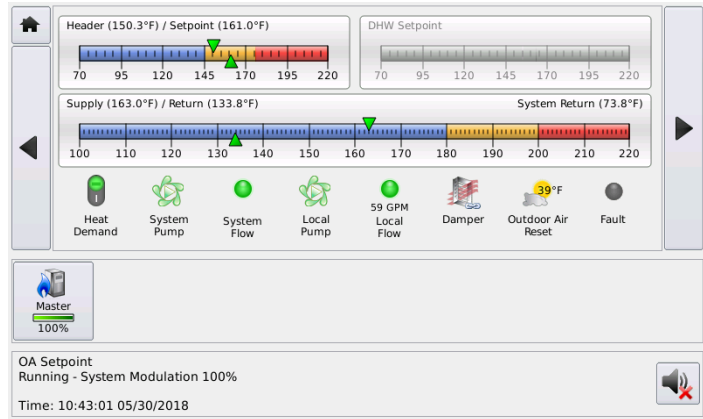 Header (150.3°F) / Setpoint (161.0°F)
70 95 120 145 170 195 220
DHW Setpoint
70 95 120 145 170 195 220
Supply (163.0°F) / Return (133.8°F) System Return (73.8°F)
100 110 120 130 140 150 160 170 180 190 200 210 220
Heat
Demand
System
Pump
System
Flow
Local
Pump
59 GPM
Local
Flow
Damper
39°F
Outdoor Air
Reset
Fault
Master
100%
OA Setpoint
Running - System Modulation 100%
Time: 10:43:01 05/30/2018